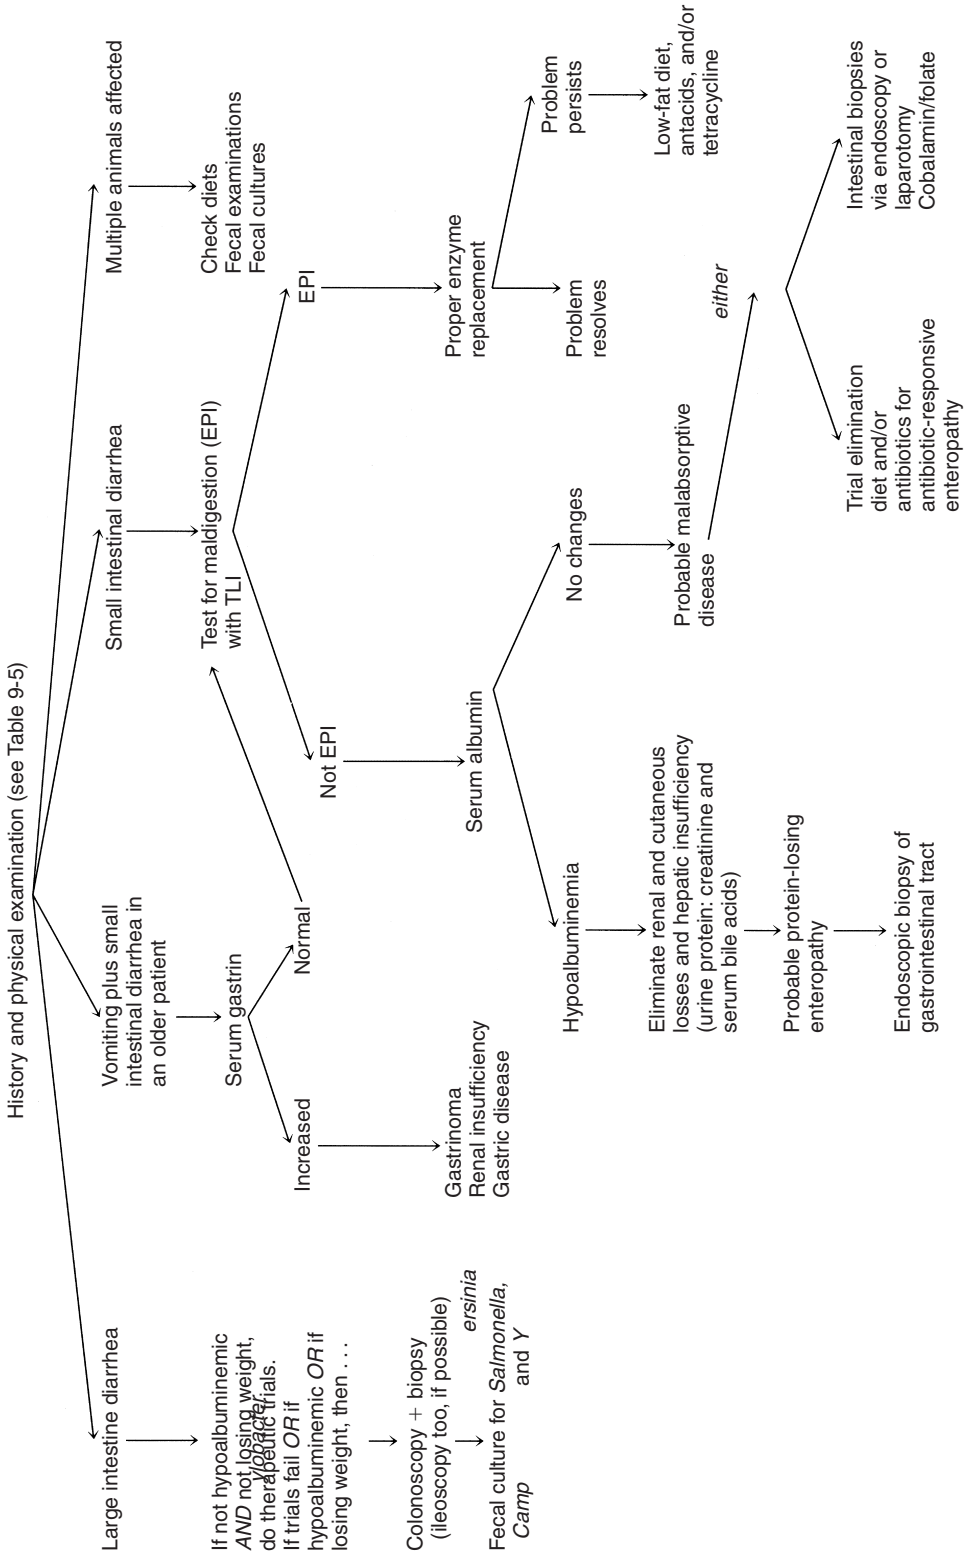 History and physical examination (see Table 9-5)
Large intestine diarrhea
If not hypoalbuminemic
AND not losing weight,
do therapeutic trials.
If trials fail OR if
hypoalbuminemic OR if
losing weight, then . . .
Colonoscopy + biopsy
(ileoscopy too, if possible)
Fecal culture for Salmonella,
Camp
ylobacter,
and Y
ersinia
Vomiting plus small
intestinal diarrhea in
an older patient
Serum gastrin
Increased
Gastrinoma
Renal insufficiency
Gastric disease
Normal
Small intestinal diarrhea
Test for maldigestion (EPI)
with TLI
Not EPI
Serum albumin
Hypoalbuminemia
Eliminate renal and cutaneous
losses and hepatic insufficiency
(urine protein: creatinine and
serum bile acids)
Probable protein-losing
enteropathy
Endoscopic biopsy of
gastrointestinal tract
No changes
Probable malabsorptive
disease
either
Trial elimination
diet and/or
antibiotics for
antibiotic-responsive
enteropathy
Intestinal biopsies
via endoscopy or
laparotomy
Cobalamin/folate
EPI
Proper enzyme
replacement
Problem
resolves
Problem
persists
Low-fat diet,
antacids, and/or
tetracycline
Multiple animals affected
Check diets
Fecal examinations
Fecal cultures